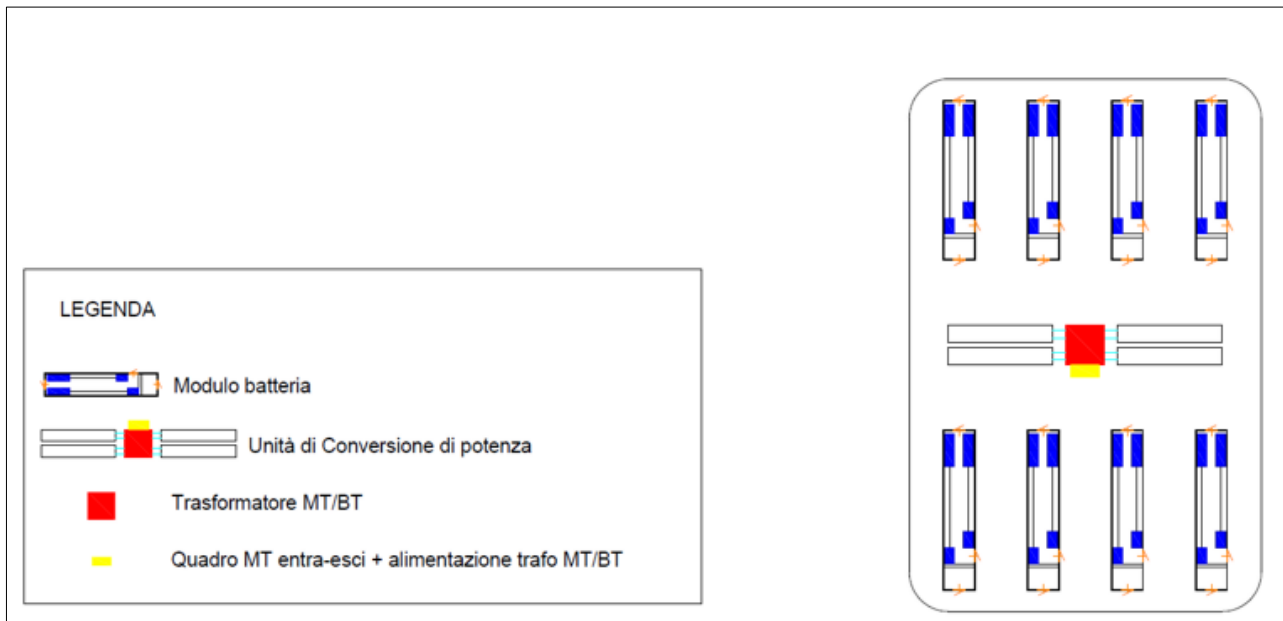 LEGENDA
Modulo batteria
Unità di Conversione di potenza
Trasformatore MT/BT
Quadro MT entra-esci + alimentazione trafo MT/BT